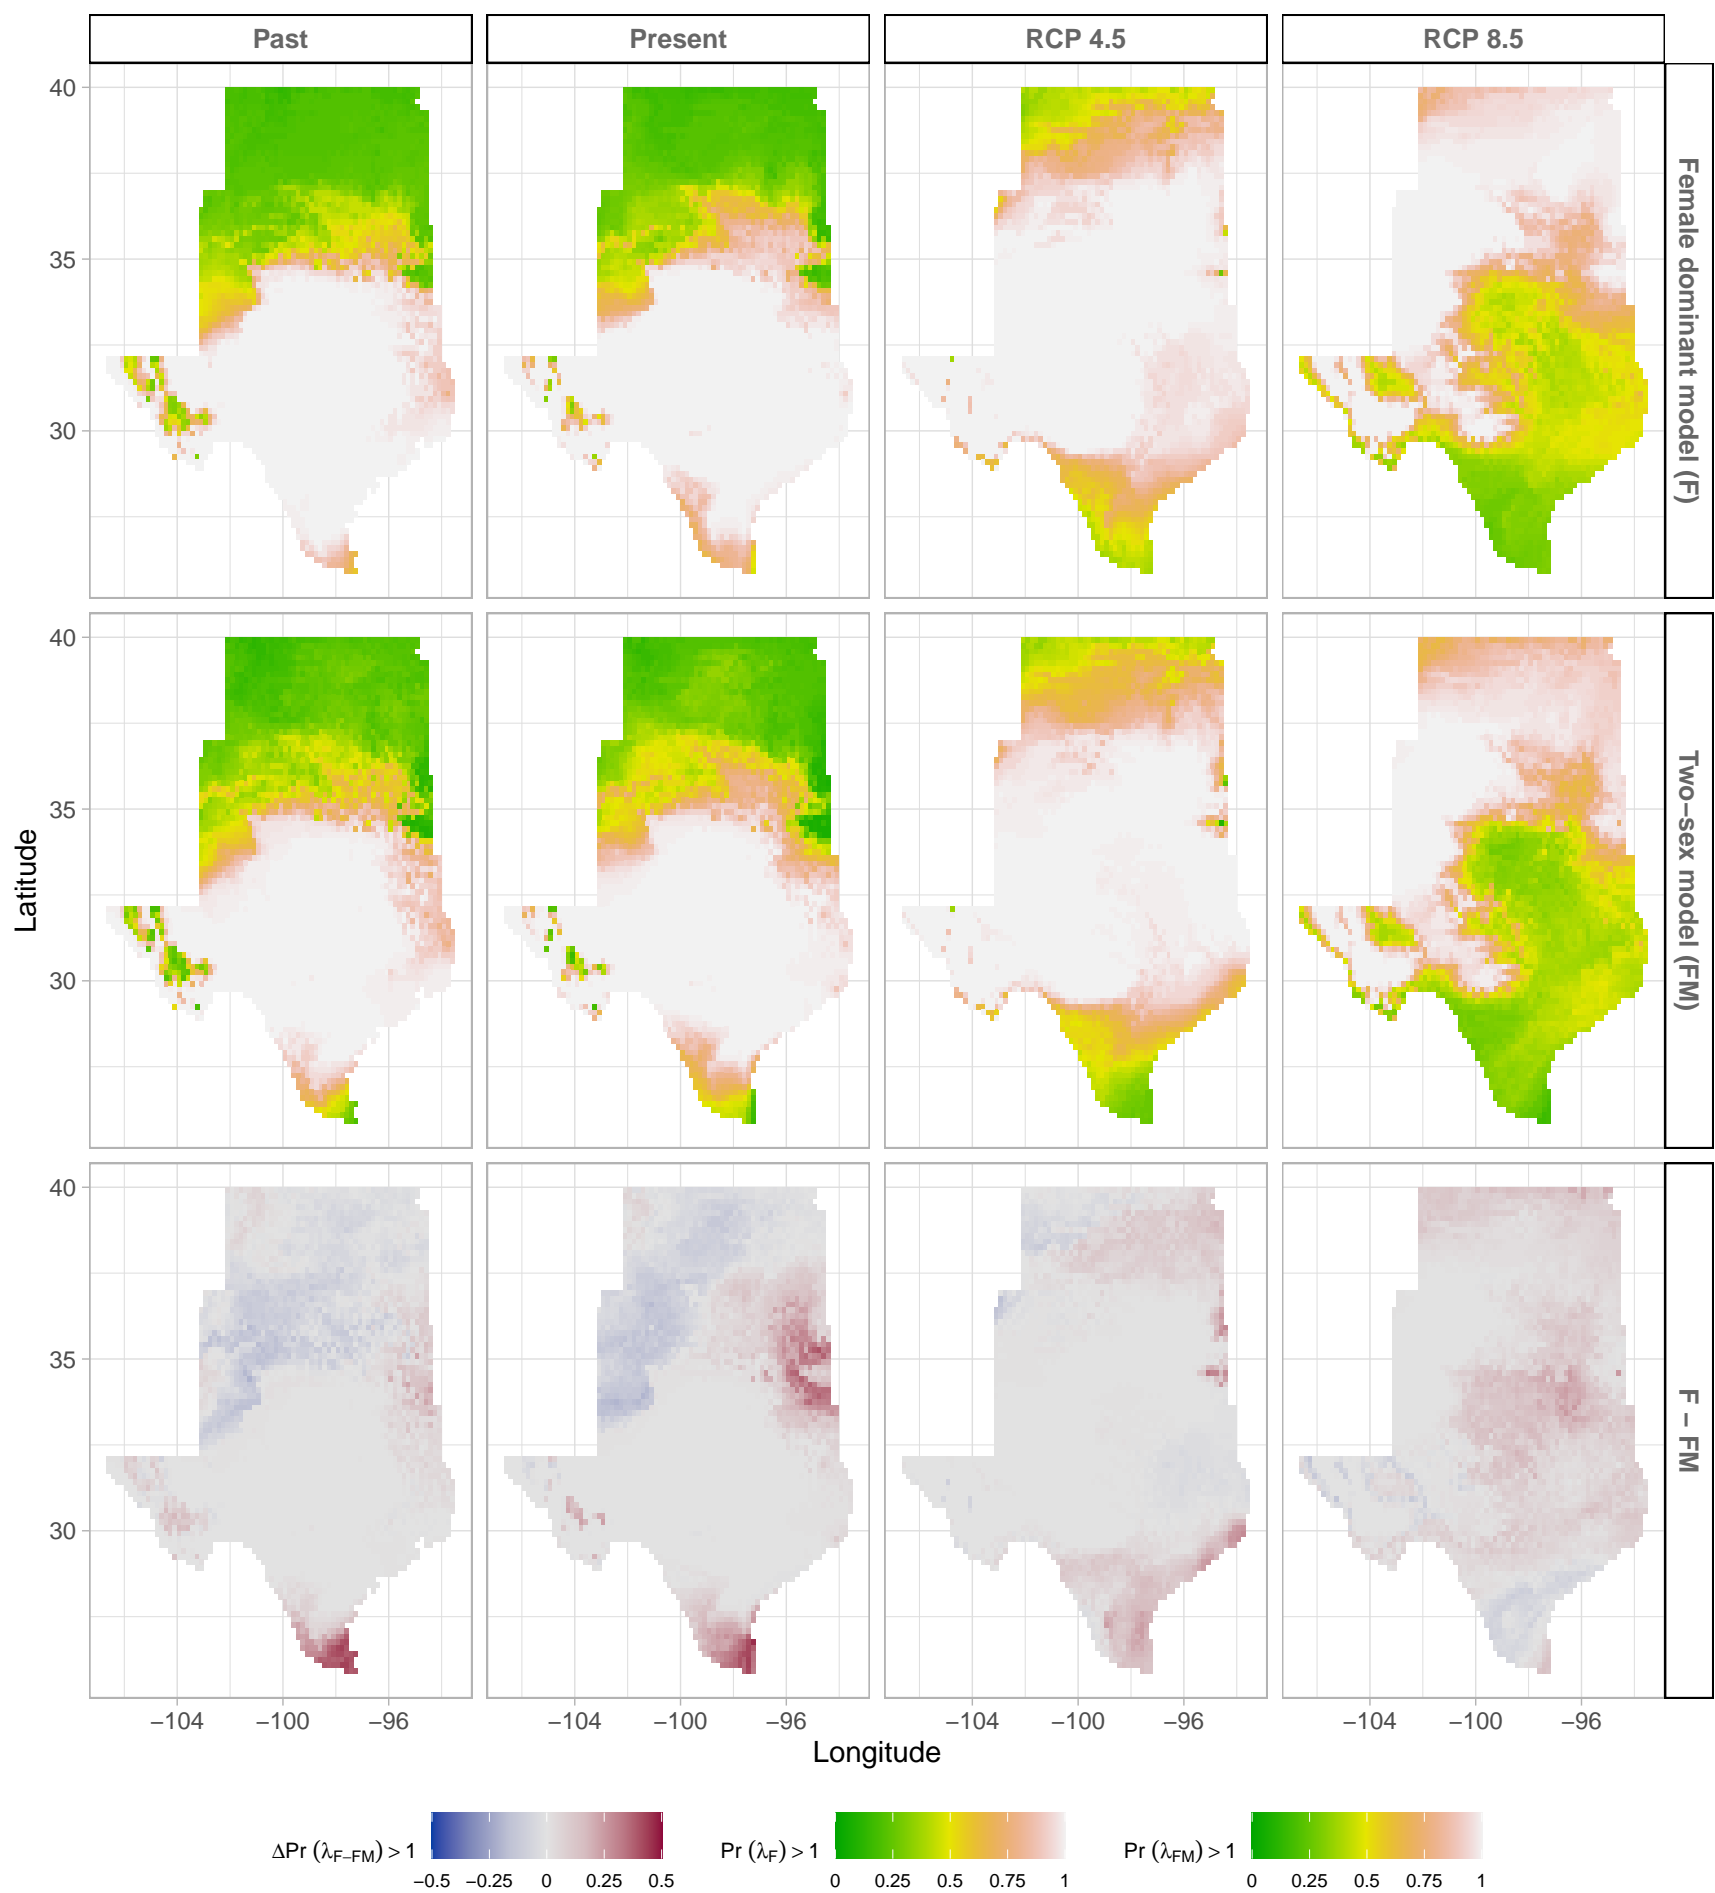 Past Present RCP 4.5 RCP 8.5
40
35
30
Female dominant model (F)
40
35
30
Two−sex model (FM)
Latitude
40
35
30
F − FM
−104 −100 −96 −104 −100 −96 −104 −100 −96 −104 −100 −96
Longitude
ΔPr (λF−FM) > 1 Pr (λF) > 1 Pr (λFM) > 1
−0.5 −0.25 0 0.25 0.5 0 0.25 0.5 0.75 1 0 0.25 0.5 0.75 1